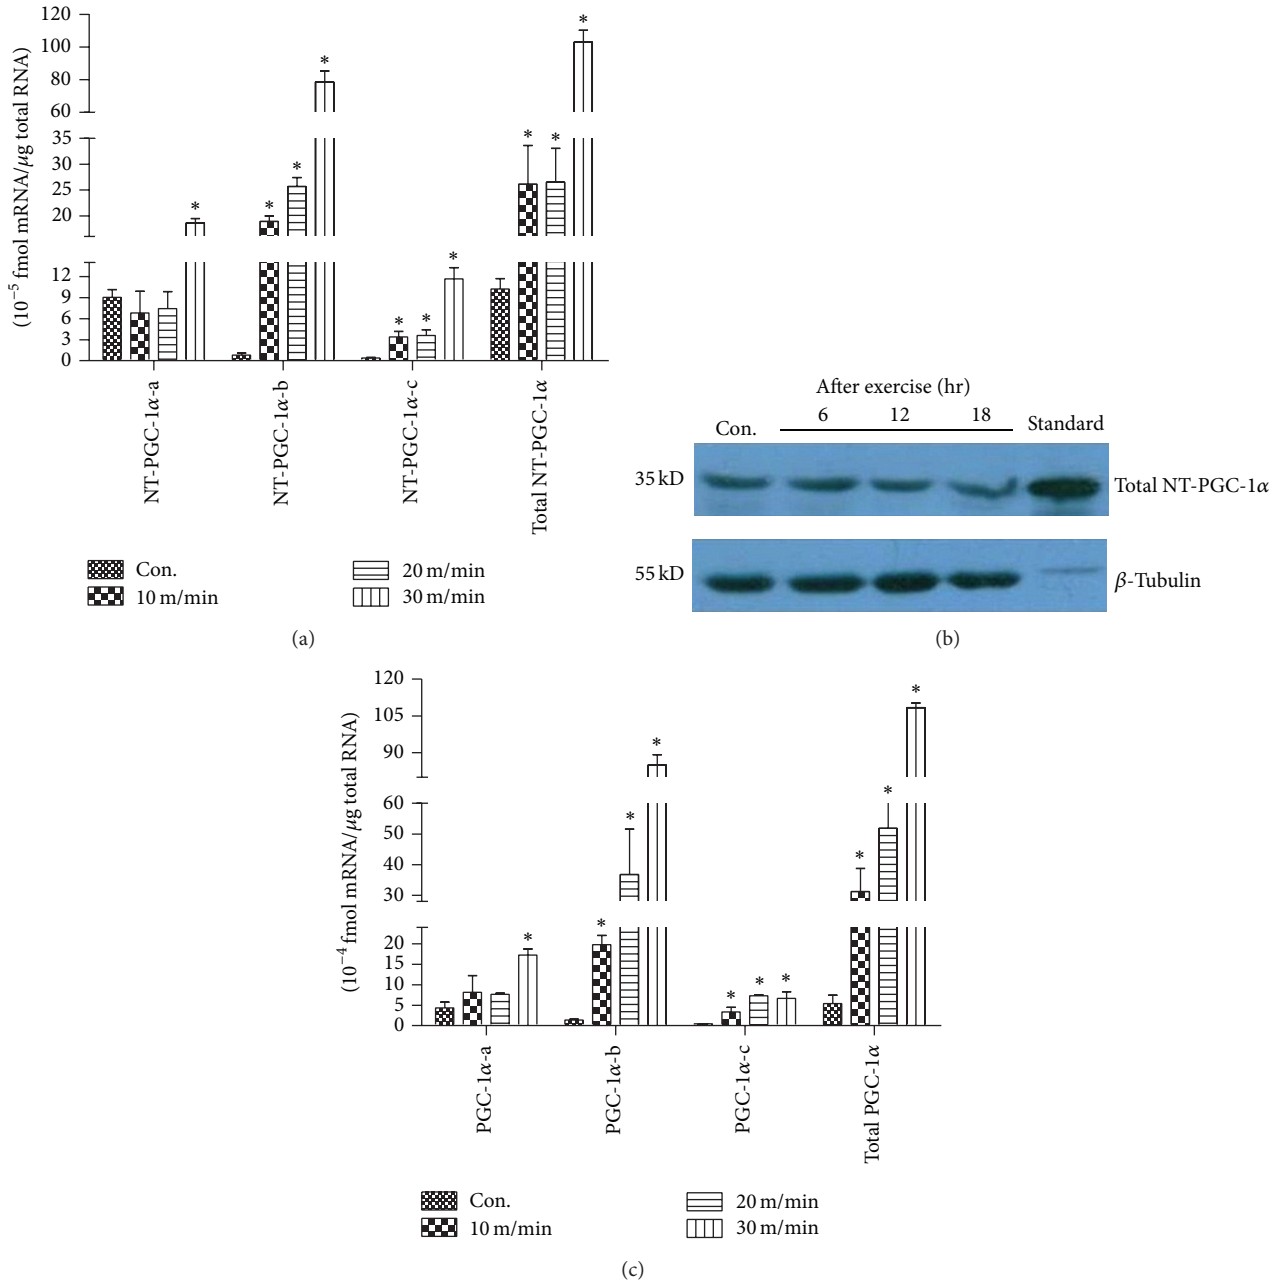 120
100
80
60
35
30
25
20
12
9
6
3
0
(10−5 fmol mRNA/μg total RNA)
*
*
*
*
*
*
*
*
*
*
NT-PGC-1α-a
NT-PGC-1α-b
NT-PGC-1α-c
Total NT-PGC-1α
Con.
10 m/min
20 m/min
30 m/min
(a)
After exercise (hr)
Con. 6 12 18 Standard
35 kD Total NT-PGC-1α
55 kD β-Tubulin
(b)
120
105
90
60
50
40
30
20
15
10
5
0
(10−4 fmol mRNA/μg total RNA)
*
*
*
*
*
*
*
*
*
*
PGC-1α-a
PGC-1α-b
PGC-1α-c
Total PGC-1α
Con.
10 m/min
20 m/min
30 m/min
(c)